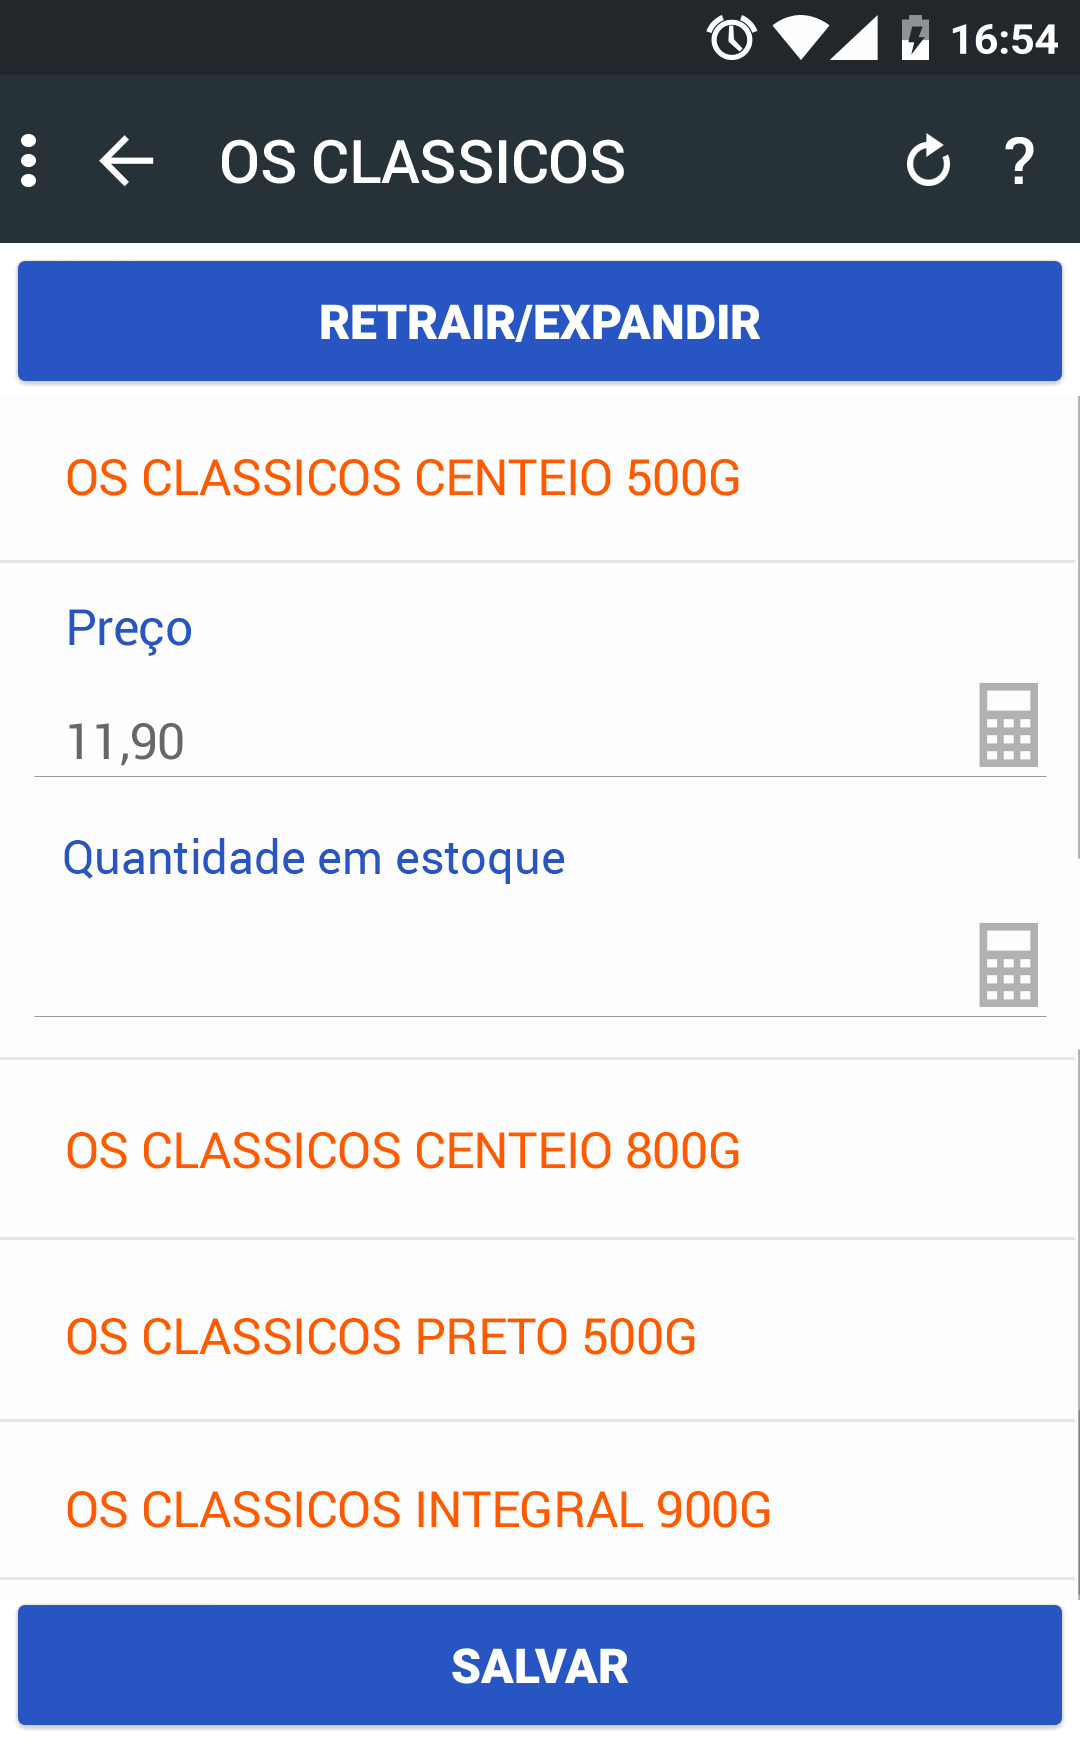 16:54
OS CLASSICOS
?
RETRAIR/EXPANDIR
OS CLASSICOS CENTEIO 500G
Preço
11,90
Quantidade em estoque
OS CLASSICOS CENTEIO 800G
OS CLASSICOS PRETO 500G
OS CLASSICOS INTEGRAL 900G
SALVAR